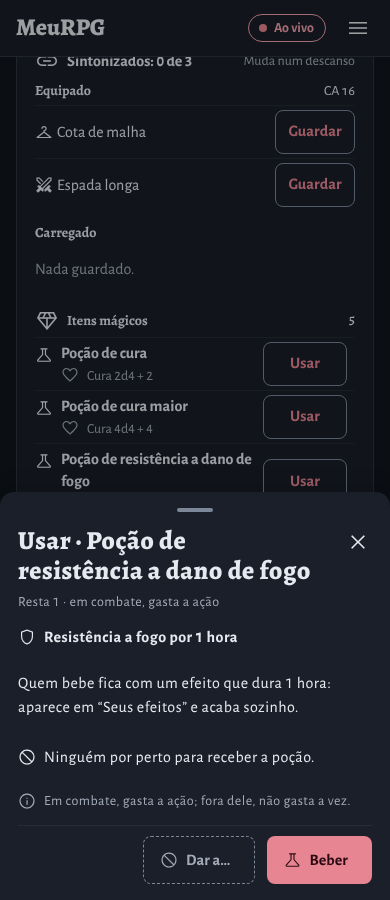 MeuRPG
Ao vivo
Sintonizados: 0 de 3
Muda num descanso
Equipado
CA 16
Cota de malha
Guardar
Espada longa
Guardar
Carregado
Nada guardado.
Itens mágicos
5
Poção de cura
Cura 2d4 + 2
Usar
Poção de cura maior
Cura 4d4 + 4
Usar
Poção de resistência a dano de
fogo
Usar
Usar · Poção de
resistência a dano de fogo
Resta 1 · em combate, gasta a ação
Resistência a fogo por 1 hora
Quem bebe fica com um efeito que dura 1 hora:
aparece em “Seus efeitos” e acaba sozinho.
Ninguém por perto para receber a poção.
Em combate, gasta a ação; fora dele, não gasta a vez.
Dar a…
Beber